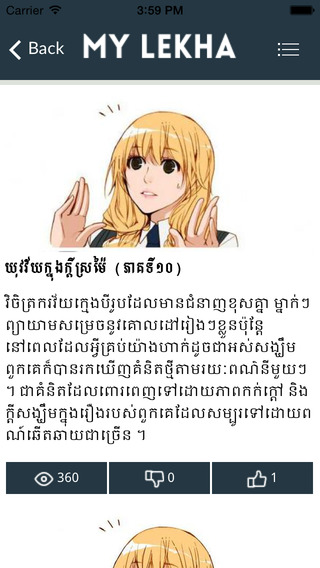 Carrier 3:59 PM
Back MY LEKHA
យុវវ័យក្នុងក្ដីស្រមៃ (ភាគទី១០)
វិចិត្រករវ័យក្មេងបីរូបដែលមានជំនាញខុសគ្នា ម្នាក់ៗ
ព្យាយាមសម្រេចនូវគោលដៅរៀងៗខ្លួនប៉ុន្តែ
នៅពេលដែលអ្វីគ្រប់យ៉ាងហាក់ដូចជាអស់សង្ឃឹម
ពួកគេក៏បានរកឃើញគំនិតថ្មីតាមរយ:ពណ៌នីមួយៗ
។ ជាគំនិតដែលពោរពេញទៅដោយភាពកក់ក្ដៅ និង
ក្ដីសង្ឃឹមក្នុងរឿងរបស់ពួកគេដែលសម្បូរទៅដោយព
ណ៍ឆើតឆាយជាច្រើន ។
360 0 1